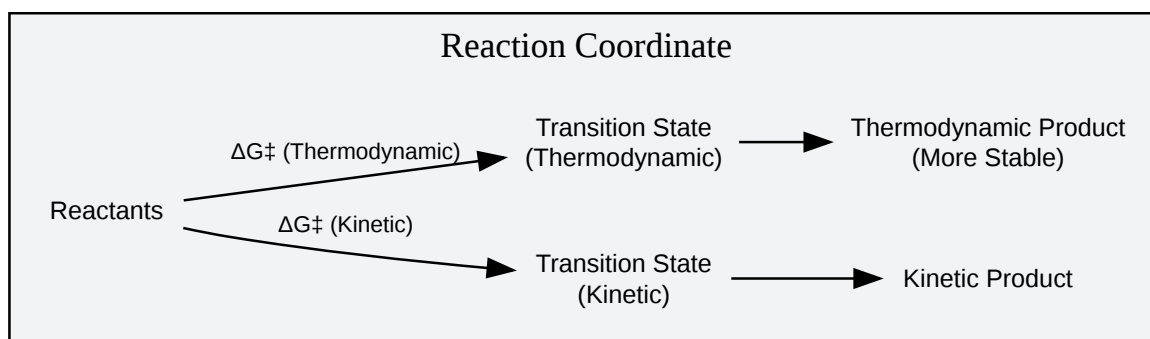 Reaction Coordinate
ΔG‡ (Thermodynamic)
Transition State
(Thermodynamic)
Thermodynamic Product
(More Stable)
Reactants
ΔG‡ (Kinetic)
Transition State
(Kinetic)
Kinetic Product